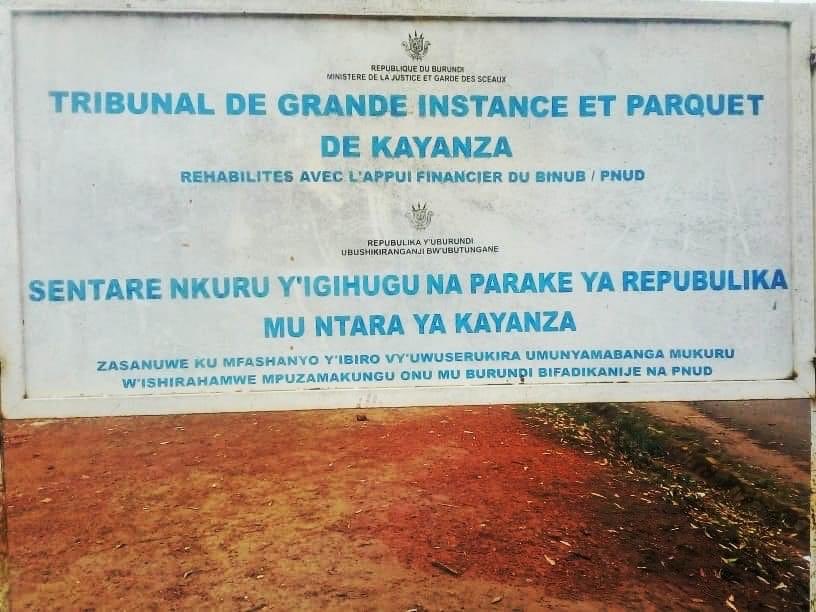 REPUBLIQUE DU BURUNDI
MINISTERE DE LA JUSTICE ET GARDE DES SCEAUX
TRIBUNAL DE GRANDE INSTANCE ET PARQUET
DE KAYANZA
REHABILITES AVEC L'APPUI FINANCIER DU BINUB / PNUD
REPUBULIKA Y'UBURUNDI
UBUSHIKIRANGANJI BW'UBUTUNGANE
SENTARE NKURU Y'IGIHUGU NA PARAKE YA REPUBULIKA
MU NTARA YA KAYANZA
ZASANUWE KU MFASHANYO Y'IBIRO VY'UWUSERUKIRA UMUNYAMABANGA MUKURU
W'ISHIRAHAMWE MPUZAMAKUNGU ONU MU BURUNDI BIFADIKANIJE NA PNUD